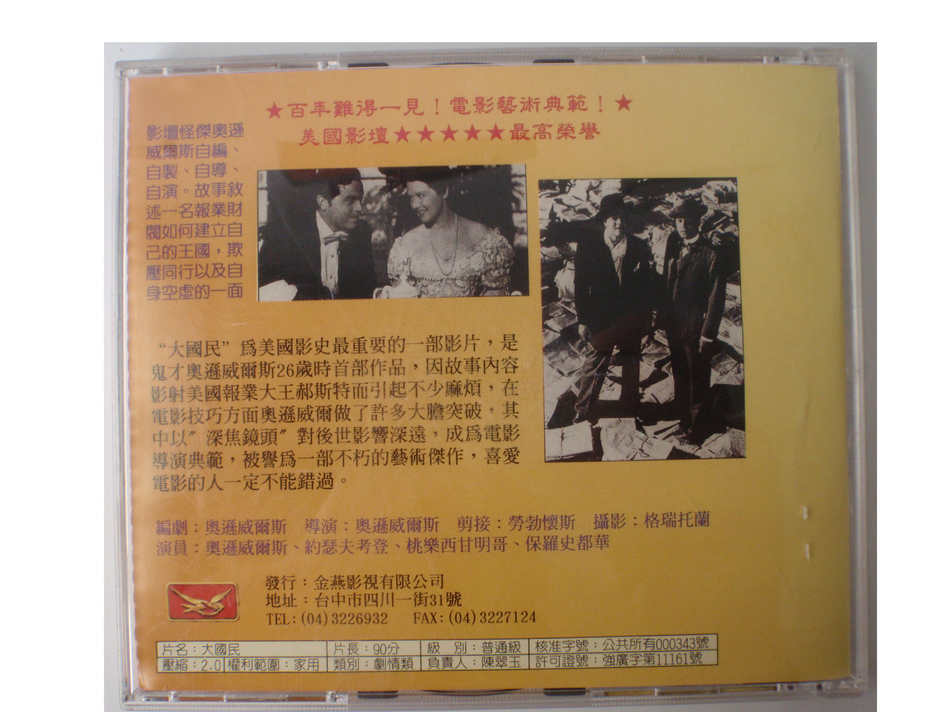 ★百年難得一見！電影藝術典範！★
美國影壇★★★★★最高榮譽
影壇怪傑奧遜
威爾斯自編、
自製、自導、
自演。故事敘
述一名報業財
閥如何建立自
己的王國，欺
壓同行以及自
身空虛的一面
“大國民”為美國影史最重要的一部影片，是
鬼才奧遜威爾斯26歲時首部作品，因故事內容
影射美國報業大王郝斯特而引起不少麻煩，在
電影技巧方面奧遜威爾做了許多大膽突破，其
中以〞深焦鏡頭〞對後世影響深遠，成為電影
導演典範，被譽為一部不朽的藝術傑作，喜愛
電影的人一定不能錯過。
編劇：奧遜威爾斯　導演：奧遜威爾斯　剪接：勞勃懷斯　攝影：格瑞托蘭
演員：奧遜威爾斯、約瑟夫考登、桃樂西甘明哥、保羅史都華
發行：金燕影視有限公司
地址：台中市四川一街31號
TEL:(04)3226932　FAX:(04)3227124
片名：大國民　片長：90分　級　別：普通級　核准字號：公共所有000343號
壓縮：2.0　權利範圍：家用　類別：劇情類　負責人：陳翠玉　許可證號：強廣字第11161號